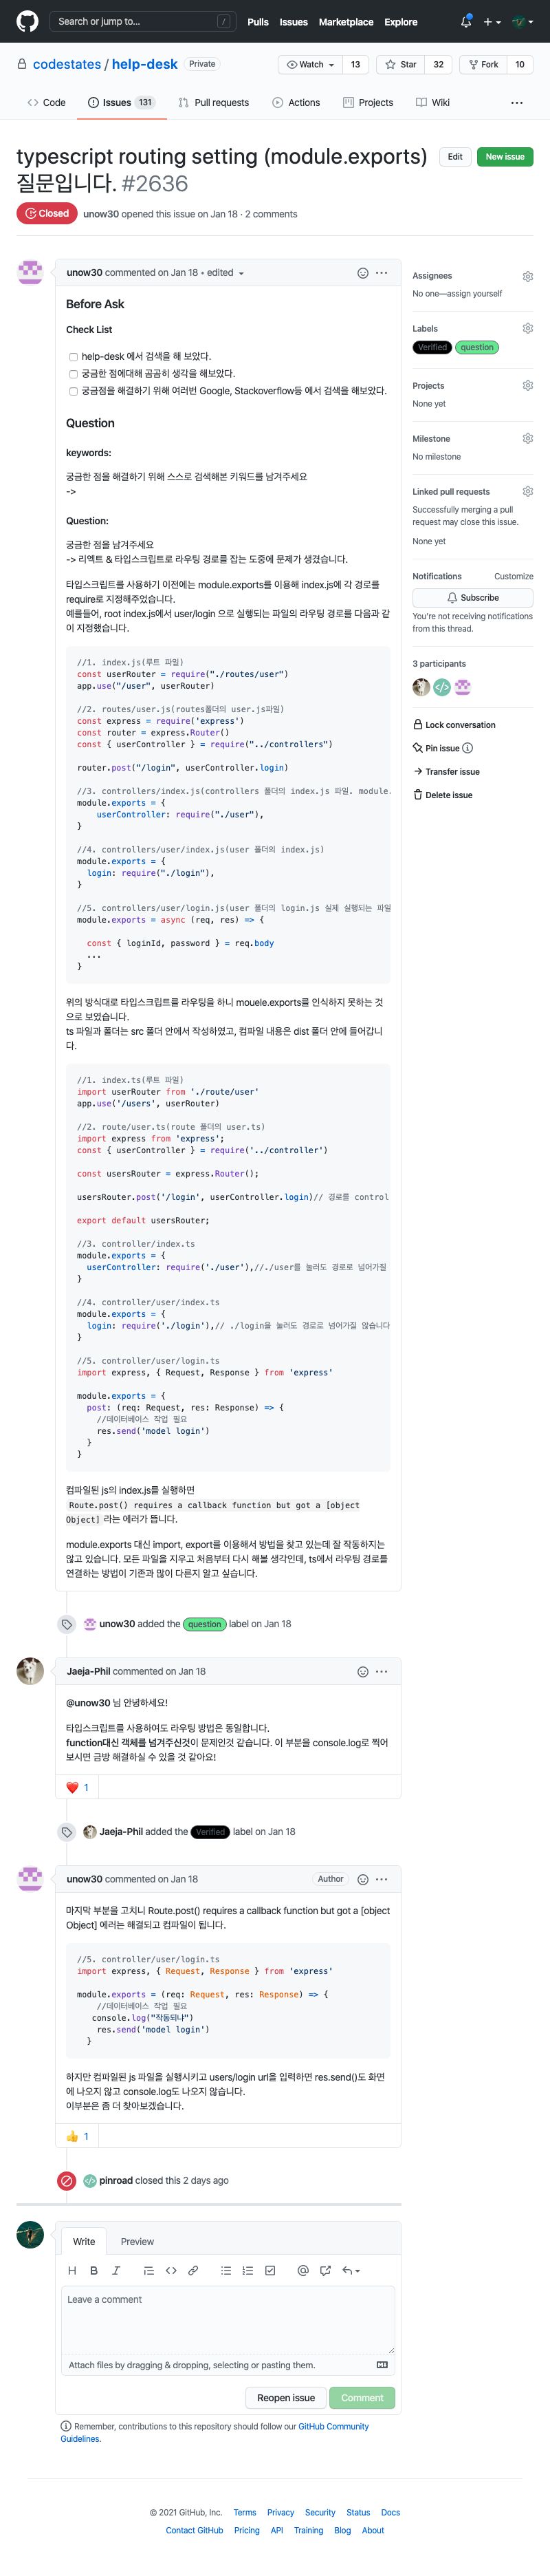 Search or jump to...
/
Pulls Issues Marketplace Explore
codestates / help-desk Private
Watch 13
Star 32
Fork 10
Code
Issues 131
Pull requests
Actions
Projects
Wiki
typescript routing setting (module.exports)
질문입니다. #2636
Edit
New issue
Closed
unow30 opened this issue on Jan 18 · 2 comments
unow30 commented on Jan 18 • edited
Before Ask
Check List
help-desk 에서 검색을 해 보았다.
궁금한 점에대해 곰곰히 생각을 해보았다.
궁금점을 해결하기 위해 여러번 Google, Stackoverflow등 에서 검색을 해보았다.
Question
keywords:
궁금한 점을 해결하기 위해 스스로 검색해본 키워드를 남겨주세요
->
Question:
궁금한 점을 남겨주세요
-> 리엑트 & 타입스크립트로 라우팅 경로를 잡는 도중에 문제가 생겼습니다.
타입스크립트를 사용하기 이전에는 module.exports를 이용해 index.js에 각 경로를
require로 지정해주었습니다.
예를들어, root index.js에서 user/login 으로 실행되는 파일의 라우팅 경로를 다음과 같
이 지정했습니다.
//1. index.js(루트 파일)
const userRouter = require("./routes/user")
app.use("/user", userRouter)
//2. routes/user.js(routes폴더의 user.js파일)
const express = require('express')
const router = express.Router()
const { userController } = require("../controllers")
router.post("/login", userController.login)
//3. controllers/index.js(controllers 폴더의 index.js 파일. module.
module.exports = {
userController: require("./user"),
}
//4. controllers/user/index.js(user 폴더의 index.js)
module.exports = {
login: require("./login"),
}
//5. controllers/user/login.js(user 폴더의 login.js 실제 실행되는 파일
module.exports = async (req, res) => {
const { loginId, password } = req.body
...
}
위의 방식대로 타입스크립트를 라우팅을 하니 mouele.exports를 인식하지 못하는 것
으로 보였습니다.
ts 파일과 폴더는 src 폴더 안에서 작성하였고, 컴파일 내용은 dist 폴더 안에 들어갑니
다.
//1. index.ts(루트 파일)
import userRouter from './route/user'
app.use('/users', userRouter)
//2. route/user.ts(route 폴더의 user.ts)
import express from 'express';
const { userController } = require('../controller')
const usersRouter = express.Router();
usersRouter.post('/login', userController.login)// 경로를 control
export default usersRouter;
//3. controller/index.ts
module.exports = {
userController: require('./user'),//./user를 눌러도 경로로 넘어가질
}
//4. controller/user/index.ts
module.exports = {
login: require('./login'),// ./login을 눌러도 경로로 넘어가질 않습니다
}
//5. controller/user/login.ts
import express, { Request, Response } from 'express'
module.exports = {
post: (req: Request, res: Response) => {
//데이터베이스 작업 필요
res.send('model login')
}
}
컴파일된 js의 index.js를 실행하면
Route.post() requires a callback function but got a [object
Object] 라는 에러가 뜹니다.
module.exports 대신 import, export를 이용해서 방법을 찾고 있는데 잘 작동하지는
않고 있습니다. 모든 파일을 지우고 처음부터 다시 해볼 생각인데, ts에서 라우팅 경로를
연결하는 방법이 기존과 많이 다른지 알고 싶습니다.
Assignees
No one—assign yourself
Labels
Verified question
Projects
None yet
Milestone
No milestone
Linked pull requests
Successfully merging a pull
request may close this issue.
None yet
Notifications Customize
Subscribe
You're not receiving notifications
from this thread.
3 participants
Lock conversation
Pin issue
Transfer issue
Delete issue
unow30 added the question label on Jan 18
Jaeja-Phil commented on Jan 18
@unow30 님 안녕하세요!
타입스크립트를 사용하여도 라우팅 방법은 동일합니다.
function대신 객체를 넘겨주신것이 문제인것 같습니다. 이 부분을 console.log로 찍어
보시면 금방 해결하실 수 있을 것 같아요!
1
Jaeja-Phil added the Verified label on Jan 18
unow30 commented on Jan 18
Author
마지막 부분을 고치니 Route.post() requires a callback function but got a [object
Object] 에러는 해결되고 컴파일이 됩니다.
//5. controller/user/login.ts
import express, { Request, Response } from 'express'
module.exports = (req: Request, res: Response) => {
//데이터베이스 작업 필요
console.log("작동되냐")
res.send('model login')
}
하지만 컴파일된 js 파일을 실행시키고 users/login url을 입력하면 res.send()도 화면
에 나오지 않고 console.log도 나오지 않습니다.
이부분은 좀 더 찾아보겠습니다.
1
pinroad closed this 2 days ago
Write
Preview
Leave a comment
Attach files by dragging & dropping, selecting or pasting them.
Reopen issue
Comment
Remember, contributions to this repository should follow our GitHub Community
Guidelines.
© 2021 GitHub, Inc. Terms Privacy Security Status Docs
Contact GitHub Pricing API Training Blog About